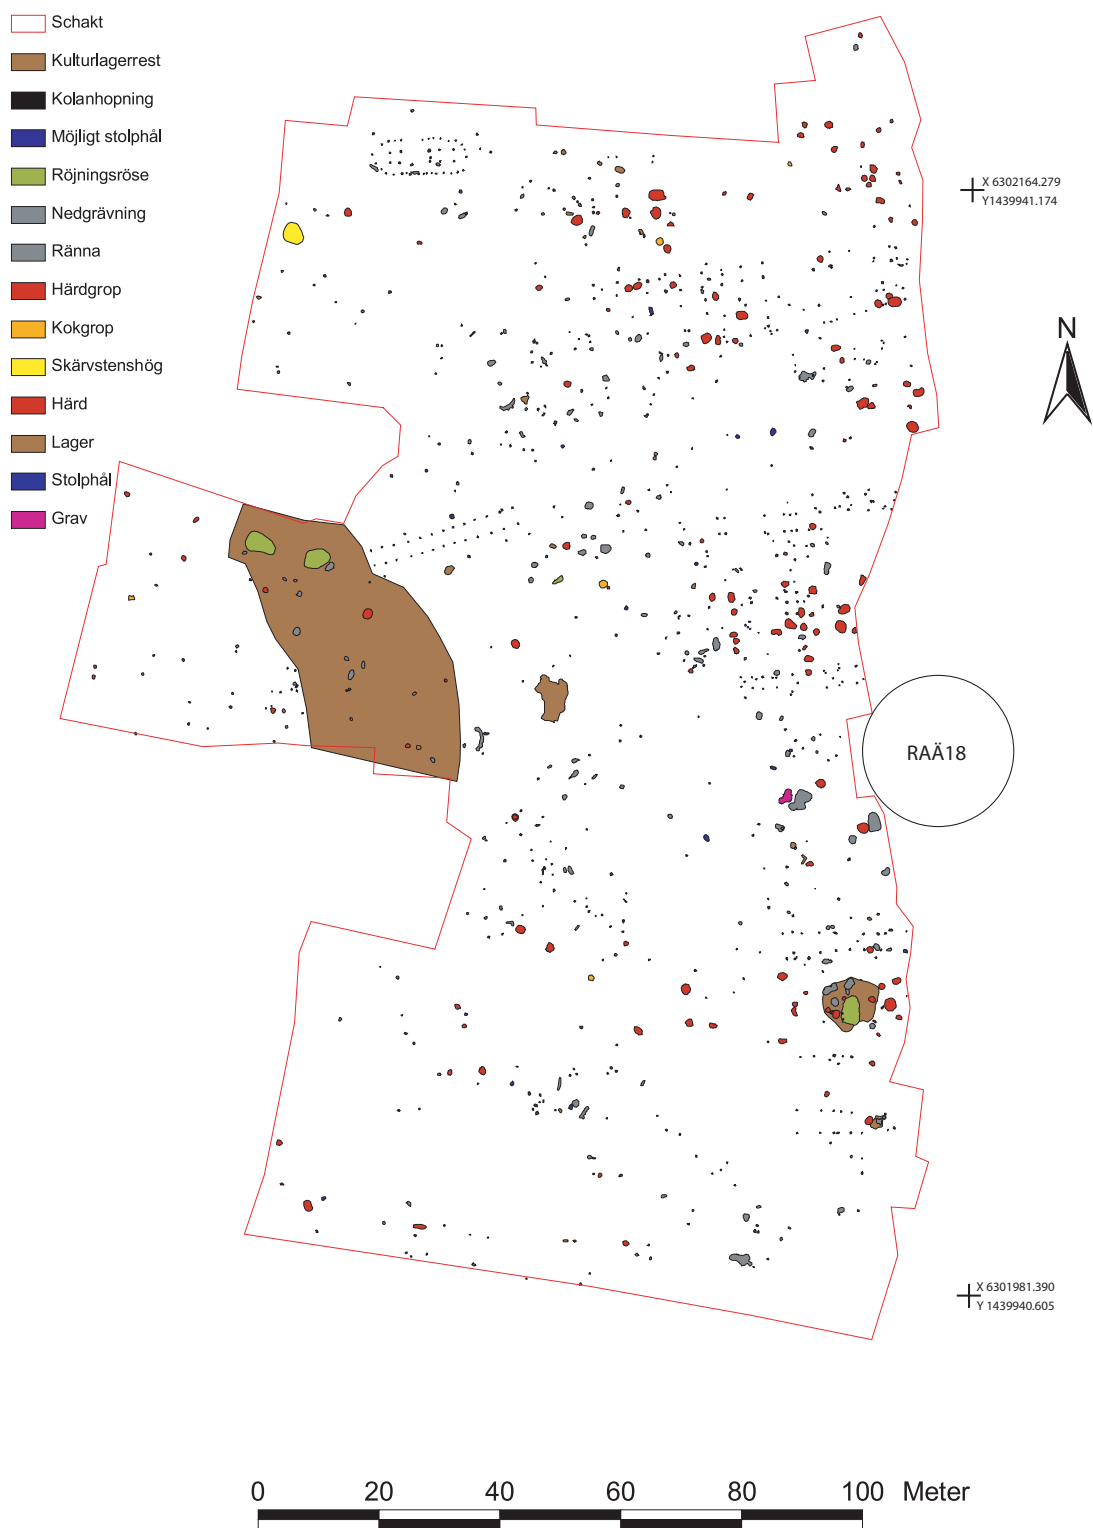 Schakt
Kulturlagerrest
Kolanhopning
Möjligt stolphål
Röjningsröse
Nedgrävning
Ränna
Härdgrop
Kokgrop
Skärvstenshög
Härd
Lager
Stolphål
Grav
X 6302164.279
Y1439941.174
N
RAÄ18
X 6301981.390
Y 1439940.605
0 20 40 60 80 100 Meter